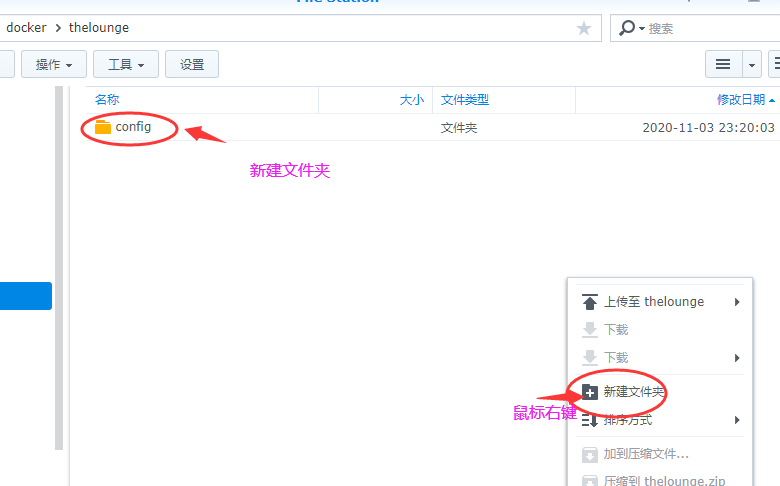 docker > thelounge
搜索
操作
工具
设置
名称
大小
文件类型
修改日期
config
文件夹
2020-11-03 23:20:03
新建文件夹
上传至 thelounge
下载
下载
新建文件夹
鼠标右键
排序方式
加到压缩文件...
压缩到 thelounge.zip